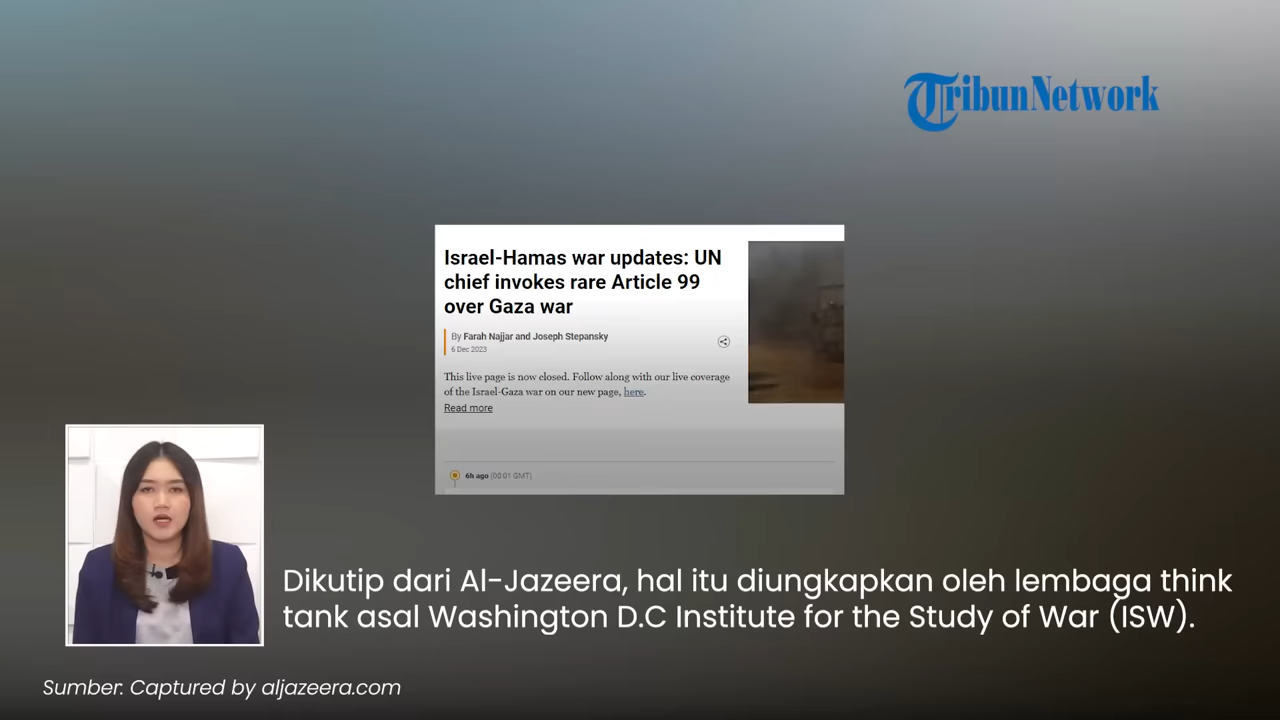 TribunNetwork
Israel-Hamas war updates: UN
chief invokes rare Article 99
over Gaza war
By Farah Najjar and Joseph Stepansky
6 Dec 2023
This live page is now closed. Follow along with our live coverage
of the Israel-Gaza war on our new page, here.
Read more
6h ago (00:01 GMT)
Dikutip dari Al-Jazeera, hal itu diungkapkan oleh lembaga think
tank asal Washington D.C Institute for the Study of War (ISW).
Sumber: Captured by aljazeera.com